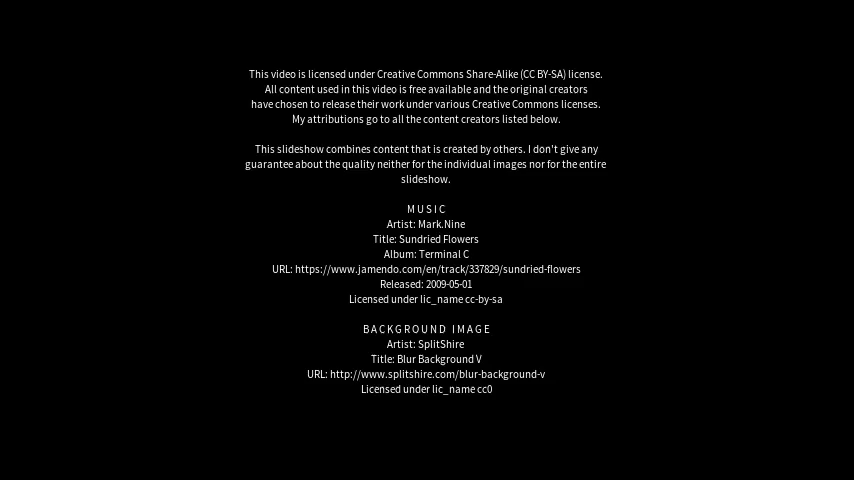 This video is licensed under Creative Commons Share-Alike (CC BY-SA) license.
All content used in this video is free available and the original creators
have chosen to release their work under various Creative Commons licenses.
My attributions go to all the content creators listed below.
This slideshow combines content that is created by others. I don't give any
guarantee about the quality neither for the individual images nor for the entire
slideshow.
MUSIC
Artist: Mark.Nine
Title: Sundried Flowers
Album: Terminal C
URL: https://www.jamendo.com/en/track/337829/sundried-flowers
Released: 2009-05-01
Licensed under lic_name cc-by-sa
BACKGROUND IMAGE
Artist: SplitShire
Title: Blur Background V
URL: http://www.splitshire.com/blur-background-v
Licensed under lic_name cc0